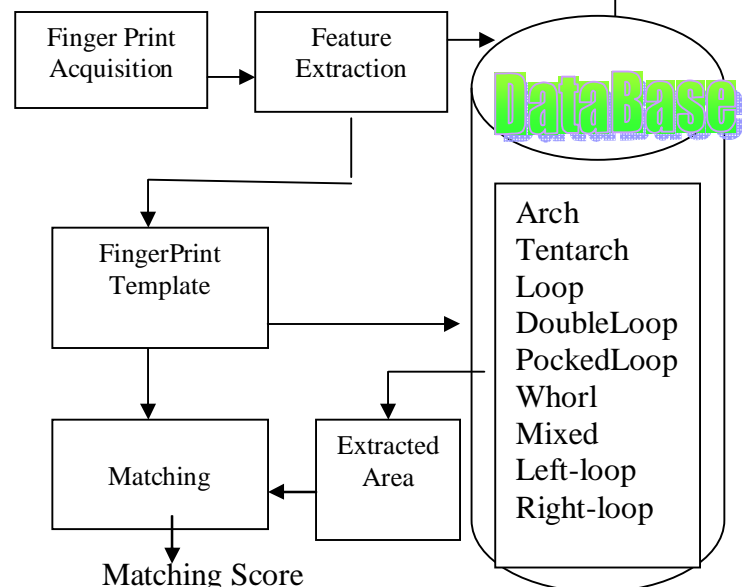 Finger Print
Acquisition
Feature
Extraction
DataBase
FingerPrint
Template
Arch
Tentarch
Loop
DoubleLoop
PockedLoop
Whorl
Mixed
Left-loop
Right-loop
Matching
Extracted
Area
Matching Score